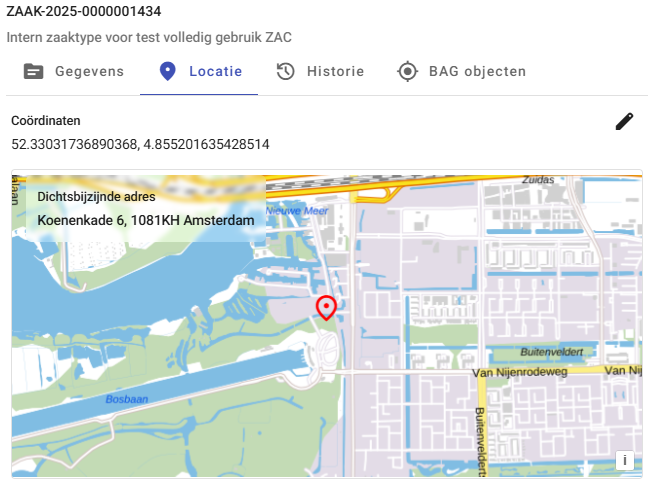 ZAAK-2025-0000001434
Intern zaaktype voor test volledig gebruik ZAC
Gegevens
Locatie
Historie
BAG objecten
Coördinaten
52.33031736890368, 4.855201635428514
Dichtsbijzijnde adres
Koenenkade 6, 1081KH Amsterdam
Zuidas
Nieuwe Meer
Buitenveldert
Van Nijenrodeweg
Van Nij
Bosbaan
Buitenveldert
i